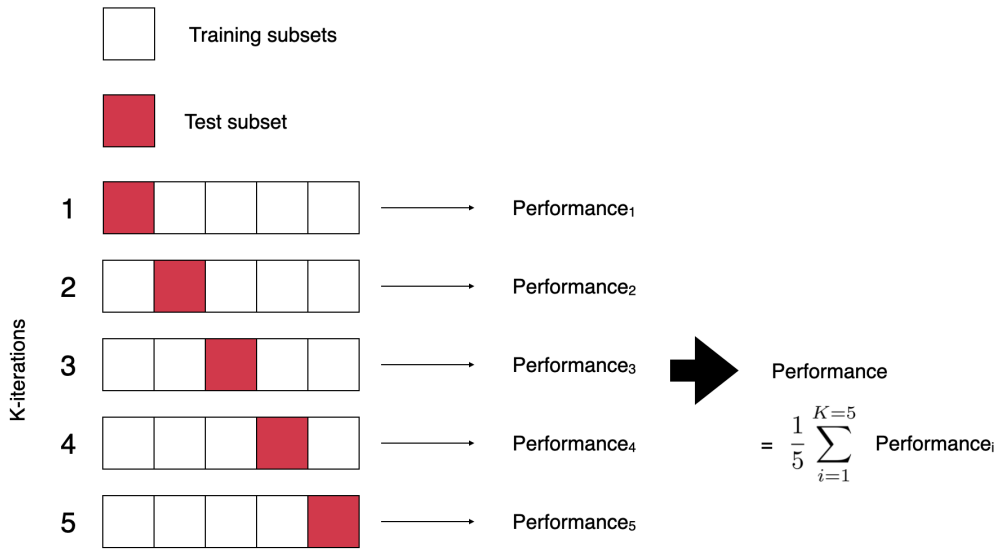 Training subsets
Test subset
K-iterations
1 Performance₁
2 Performance₂
3 Performance₃
4 Performance₄
5 Performance₅
Performance
= 1/5 ∑ K=5 i=1 Performanceᵢ